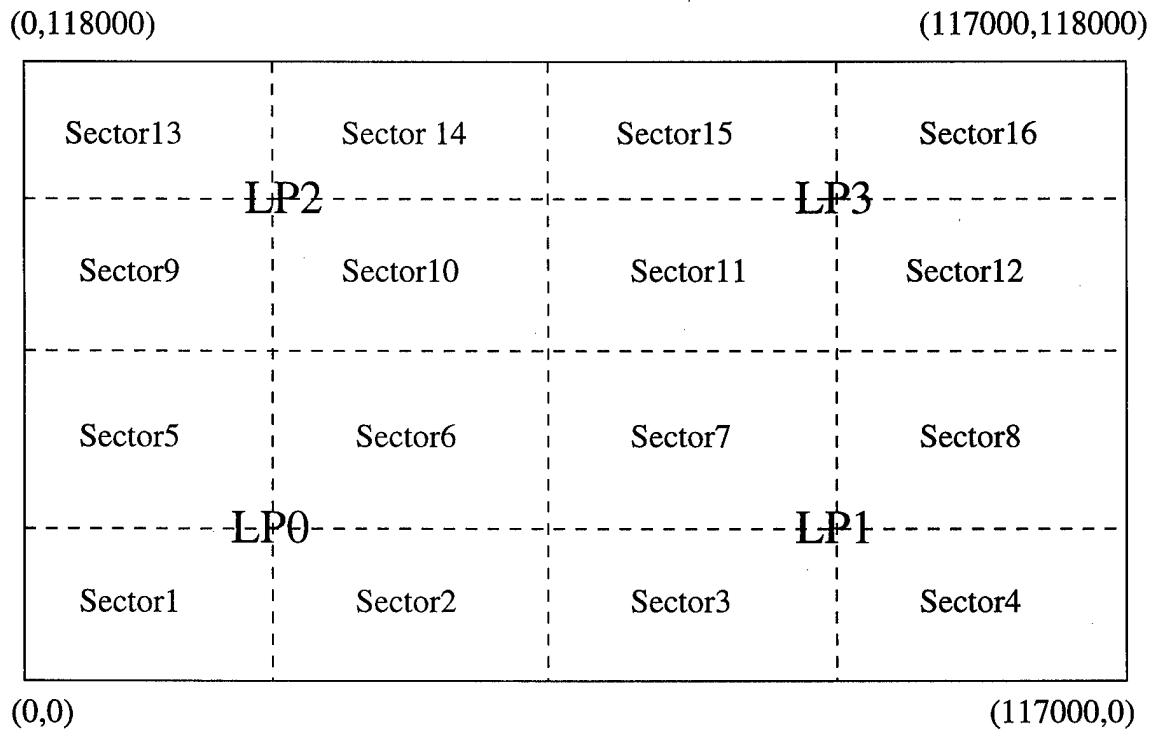 (0,118000) (117000,118000)
Sector13 Sector 14 Sector15 Sector16
LP2 LP3
Sector9 Sector10 Sector11 Sector12
Sector5 Sector6 Sector7 Sector8
LP0 LP1
Sector1 Sector2 Sector3 Sector4
(0,0) (117000,0)